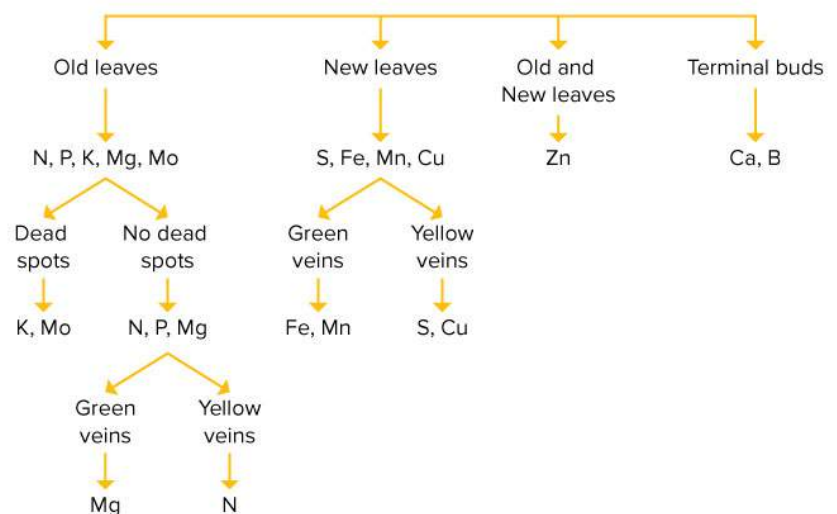 Old leaves
New leaves
Old and
New leaves
Terminal buds
N, P, K, Mg, Mo
S, Fe, Mn, Cu
Zn
Ca, B
Dead
spots
No dead
spots
Green
veins
Yellow
veins
K, Mo
N, P, Mg
Fe, Mn
S, Cu
Green
veins
Yellow
veins
Mg
N